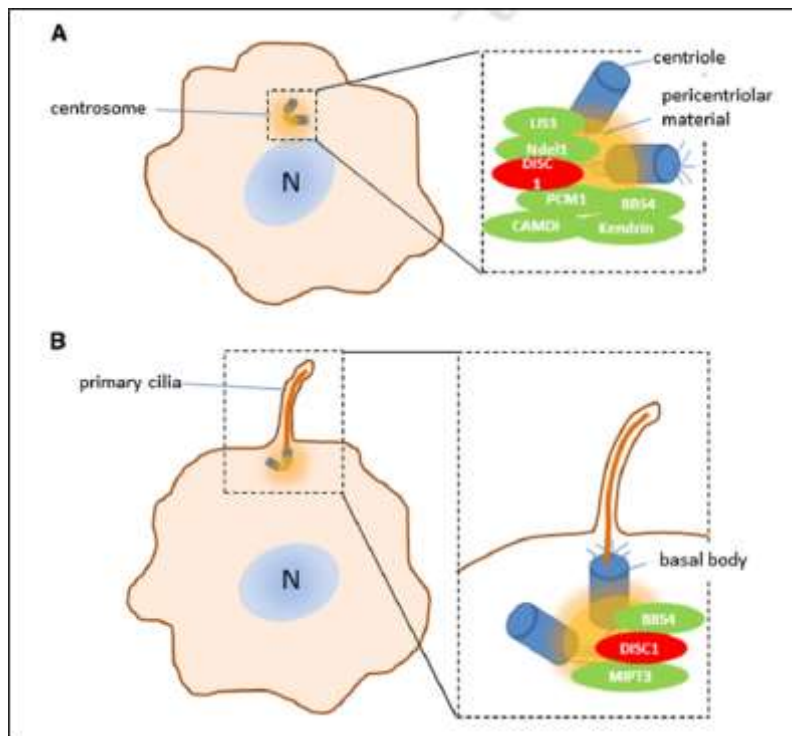 A
centrosome
N
centriole
pericentriolar
material
LIS1
Ndel1
DISC
1
PCM1
BBS4
CAMDI
Kendrin
B
primary cilia
N
basal body
BBS4
DISC1
MIPT3